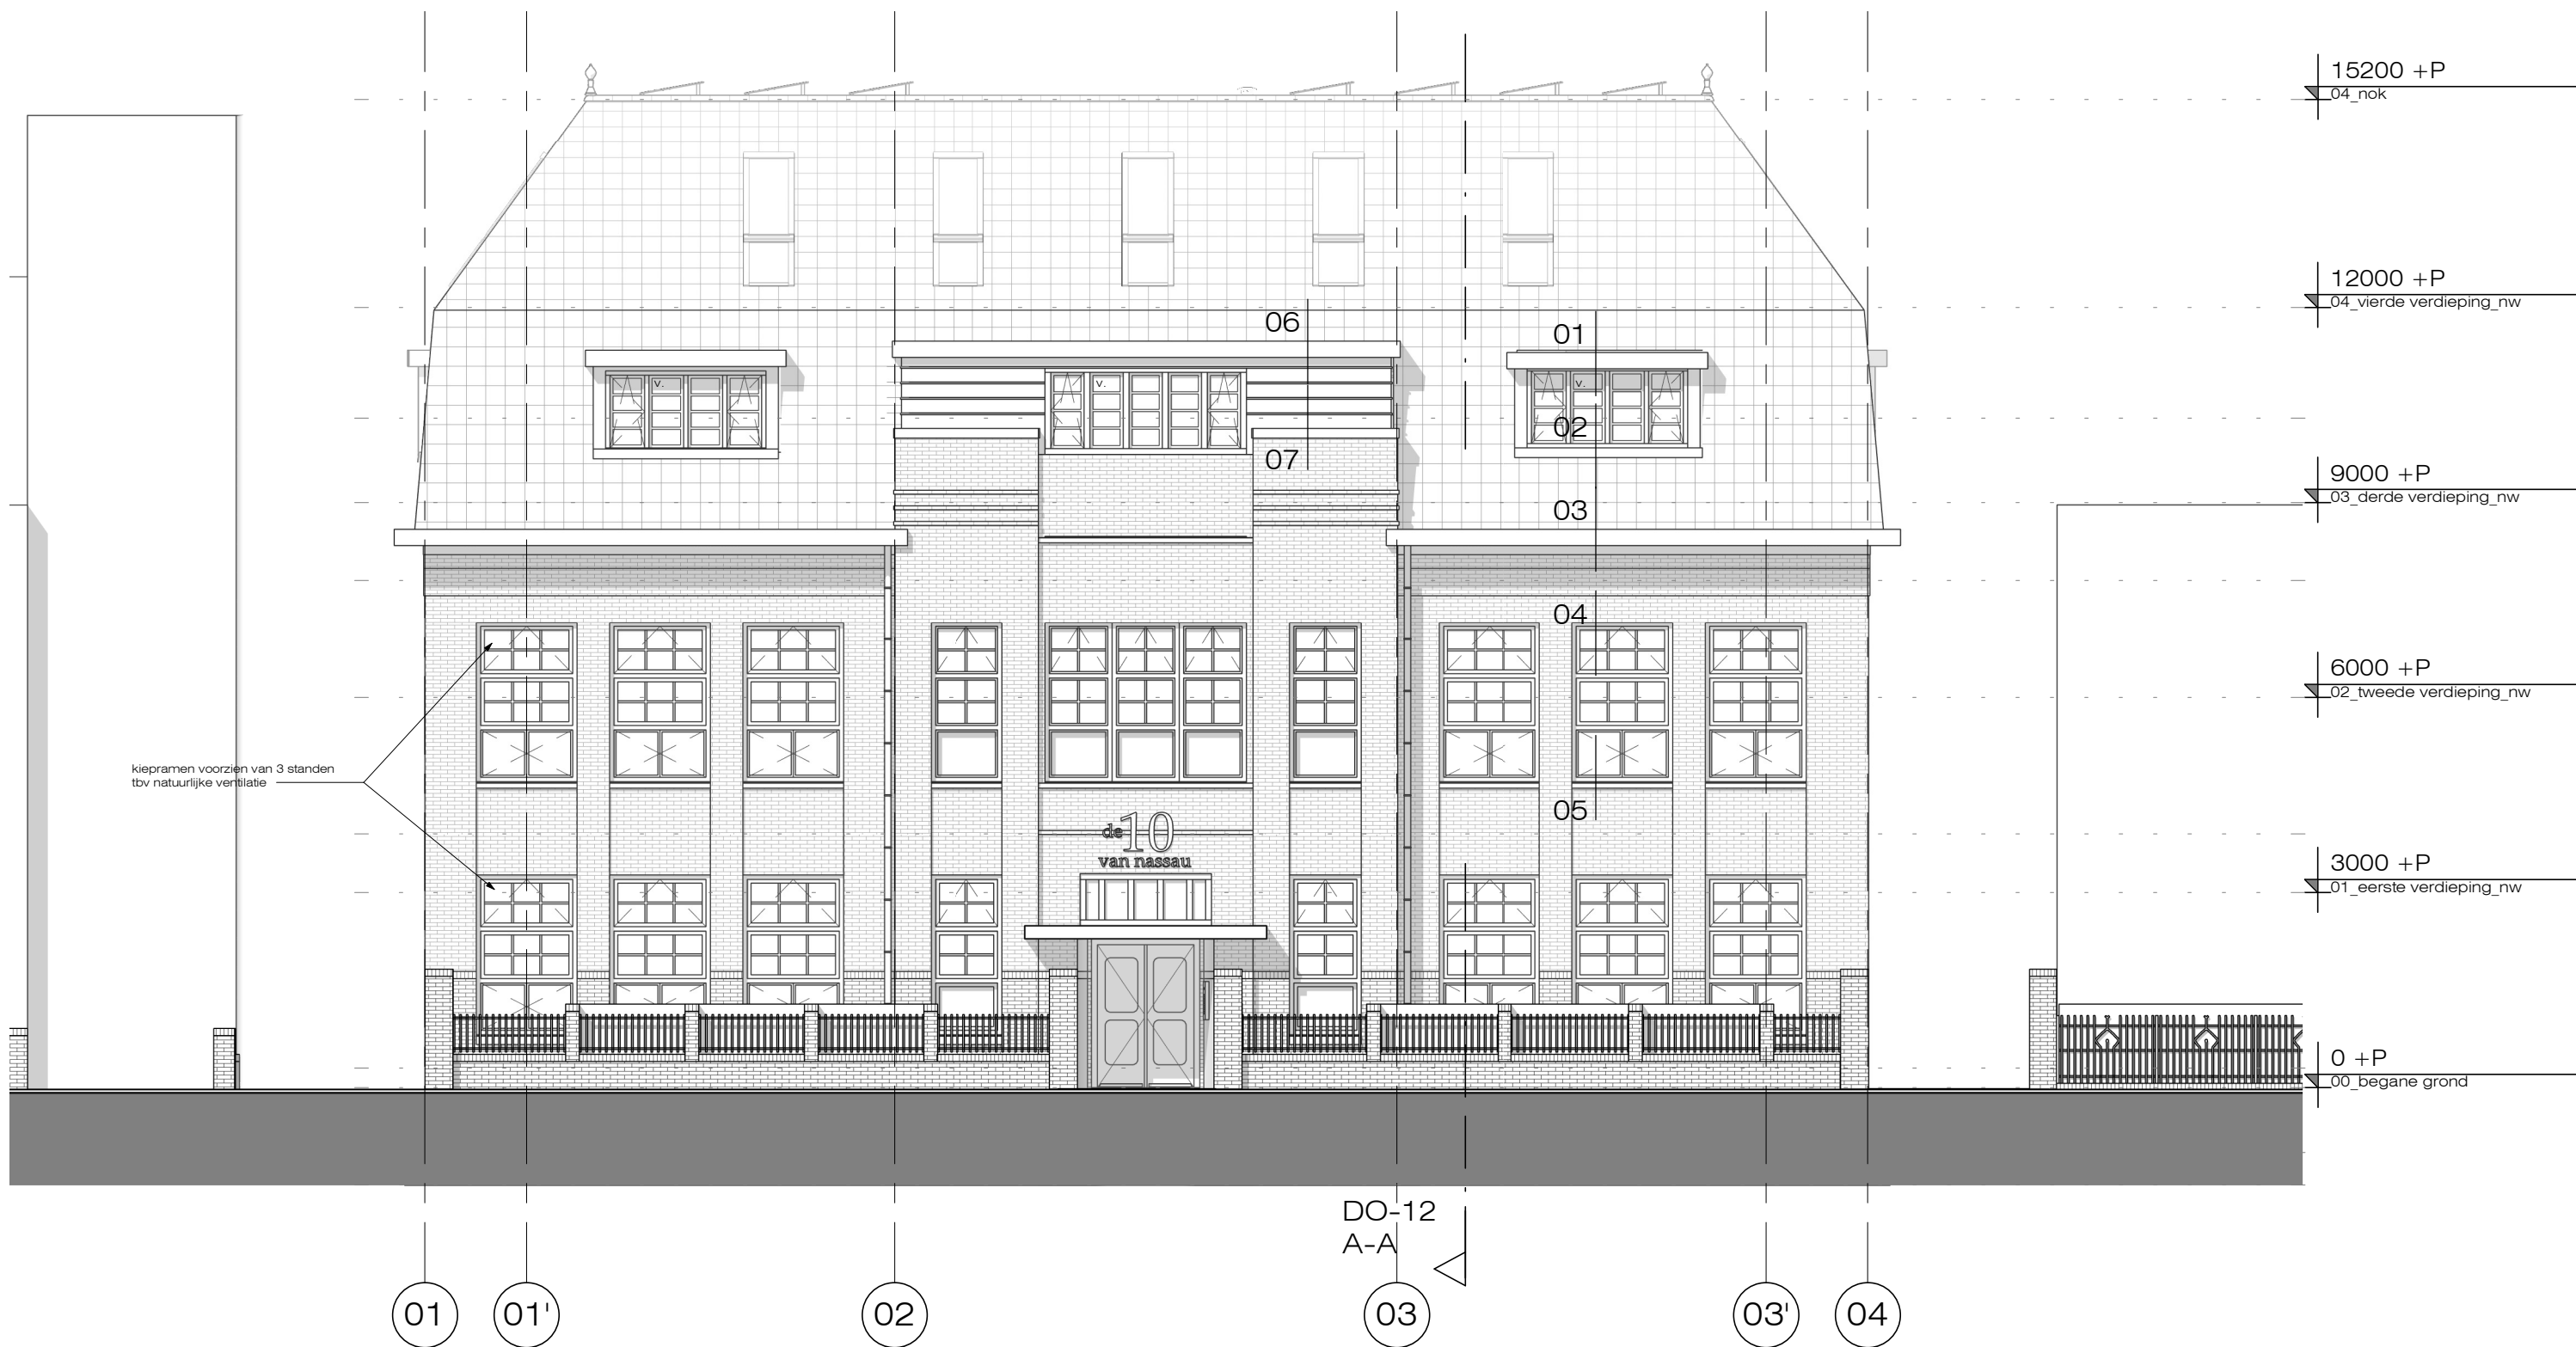 15200 +P
04_nok
12000 +P
04_vierde verdieping_nw
06
01
v.
v.
v.
02
07
9000 +P
03_derde verdieping_nw
03
04
6000 +P
02_tweede verdieping_nw
kiepramen voorzien van 3 standen
tbv natuurlijke ventilatie
05
de 10
van nassau
3000 +P
01_eerste verdieping_nw
0 +P
00_begane grond
DO-12
A-A
01
01'
02
03
03'
04